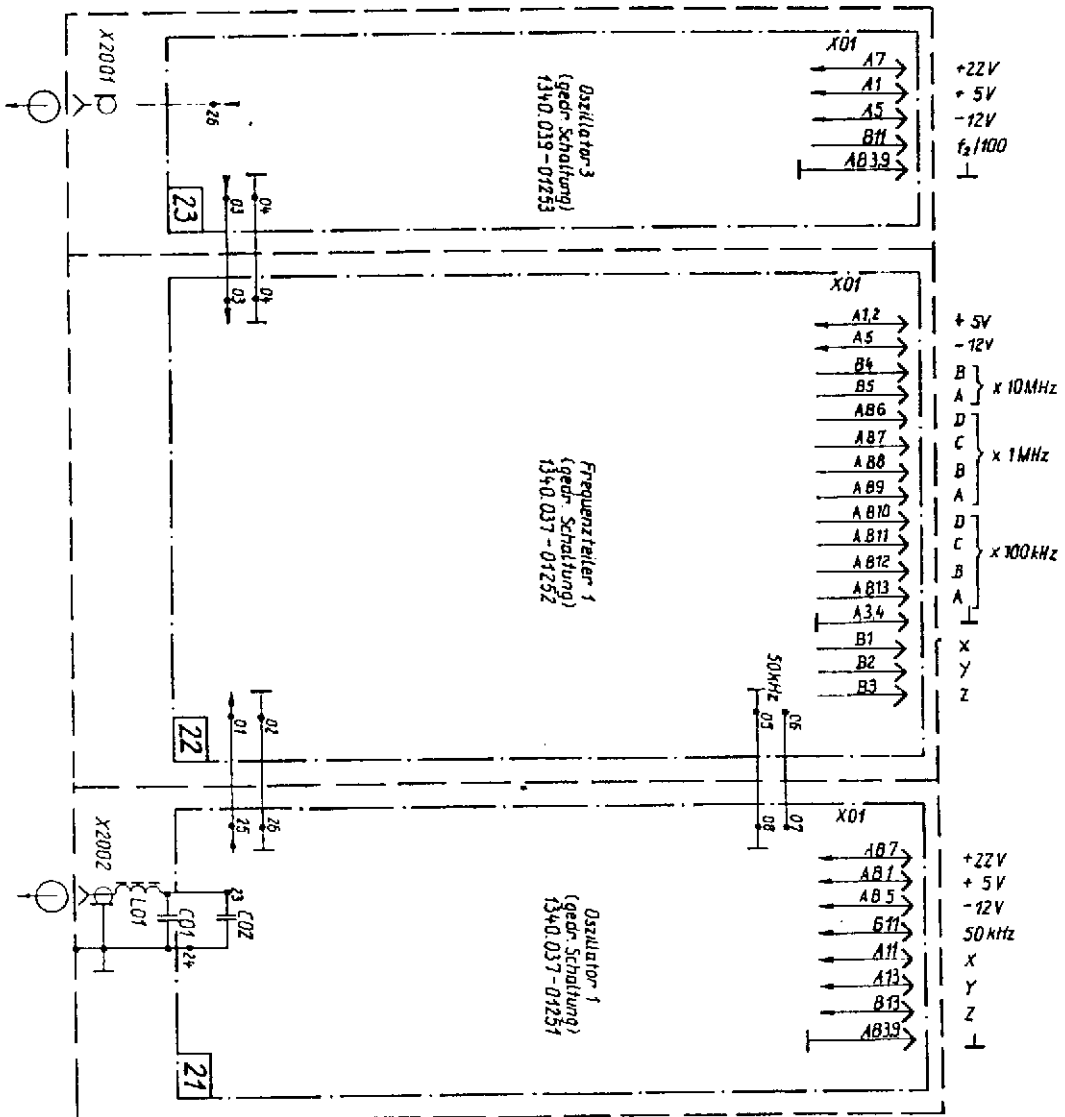 X01
A7 +22V
A1 + 5V
A5 -12V
B11 f₂/100
AB3,9 ⊥
Oszillator 3
(gedr. Schaltung)
1340.039-01253
X2001
26
23
03
04
03
04
X01
A1,2 + 5V
A5 -12V
B4 B
B5 A
x 10MHz
AB6 D
AB7 C
AB8 B
AB9 A
x 1MHz
AB10 D
AB11 C
AB12 B
AB13 A
x 100kHz
A3,4 ⊥
B1 X
B2 Y
B3 Z
Frequenzteiler 1
(gedr. Schaltung)
1340.037-01252
50kHz
05
06
22
01
02
25
26
08
07
X01
AB7 +22V
AB1 + 5V
AB5 -12V
B11 50kHz
A11 X
A13 Y
B13 Z
AB3,9 ⊥
Oszillator 1
(gedr. Schaltung)
1340.037-01251
X2002
L01
C01
C02
23
24
21